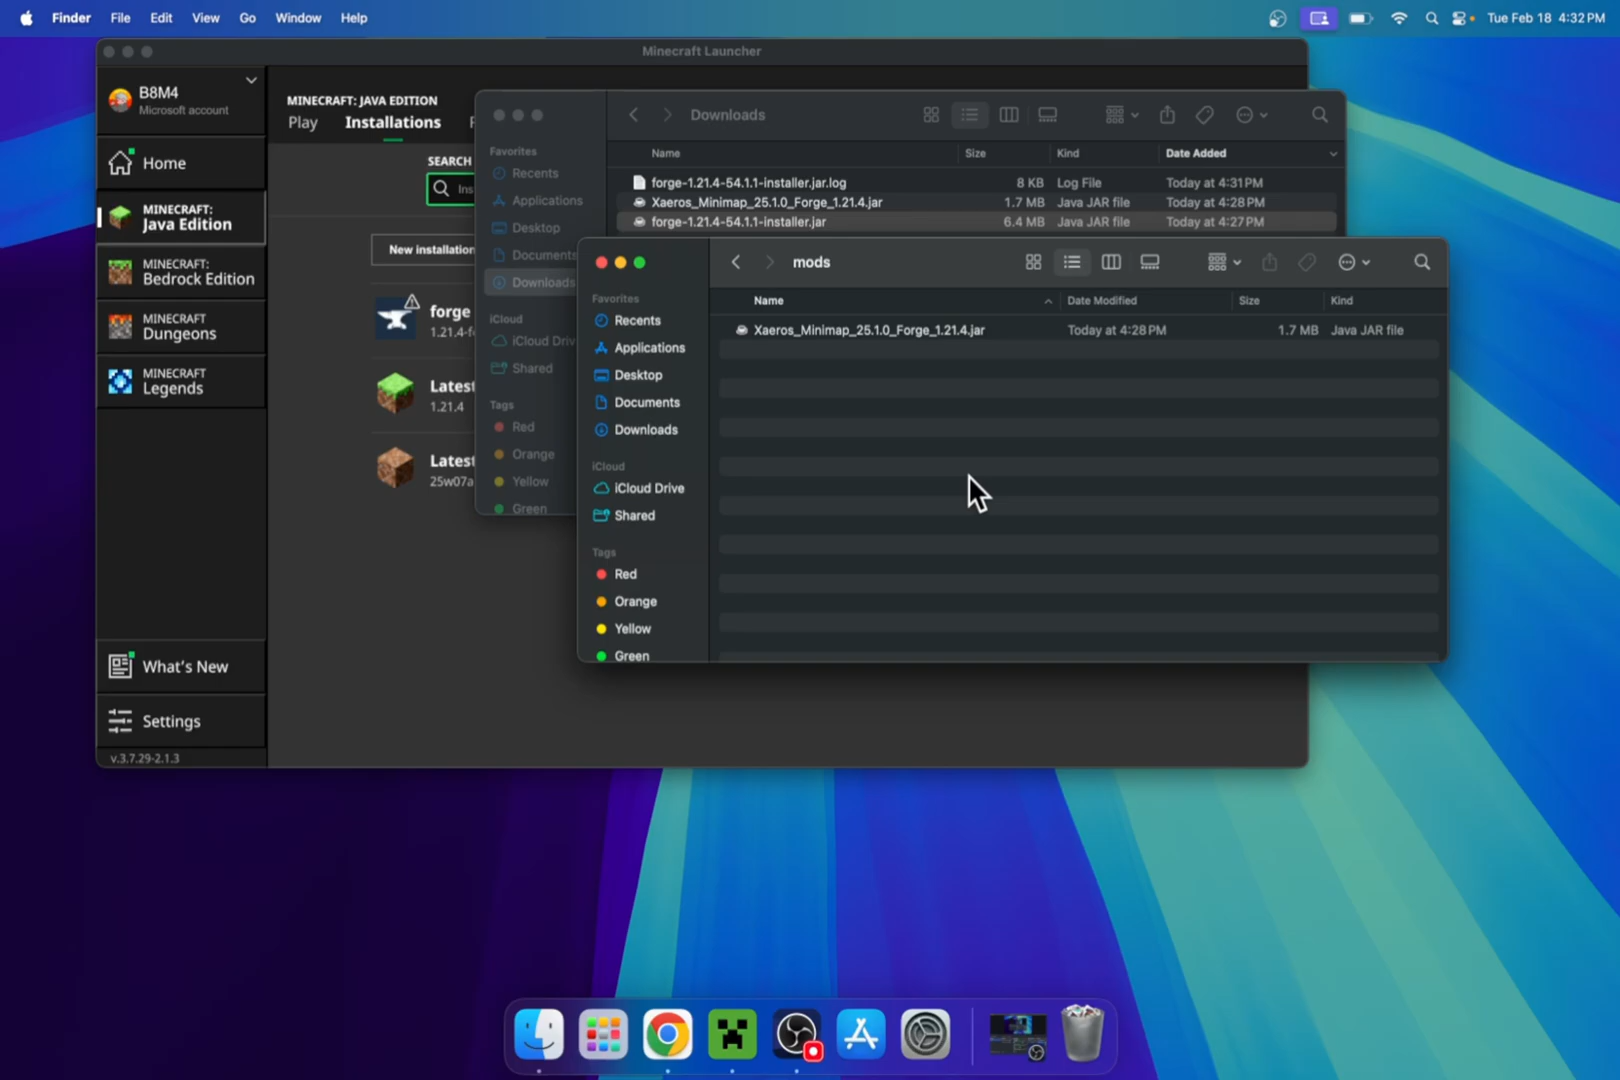 Finder File Edit View Go Window Help
Tue Feb 18 4:32 PM
Minecraft Launcher
B8M4
Microsoft account
Home
MINECRAFT:
Java Edition
MINECRAFT:
Bedrock Edition
MINECRAFT
Dungeons
MINECRAFT
Legends
What's New
Settings
v.3.7.29-2.1.3
MINECRAFT: JAVA EDITION
Play Installations
SEARCH
Ins
New installation
forge
Latest
1.21.4
Latest
25w07a
Downloads
Favorites
Recents
Applications
Desktop
Documents
Downloads
iCloud
iCloud Driv
Shared
Tags
Red
Orange
Yellow
Green
Name Size Kind Date Added
forge-1.21.4-54.1.1-installer.jar.log 8 KB Log File Today at 4:31 PM
Xaeros_Minimap_25.1.0_Forge_1.21.4.jar 1.7 MB Java JAR file Today at 4:28 PM
forge-1.21.4-54.1.1-installer.jar 6.4 MB Java JAR file Today at 4:27 PM
mods
Favorites
Recents
Applications
Desktop
Documents
Downloads
iCloud
iCloud Drive
Shared
Tags
Red
Orange
Yellow
Green
Name Date Modified Size Kind
Xaeros_Minimap_25.1.0_Forge_1.21.4.jar Today at 4:28 PM 1.7 MB Java JAR file